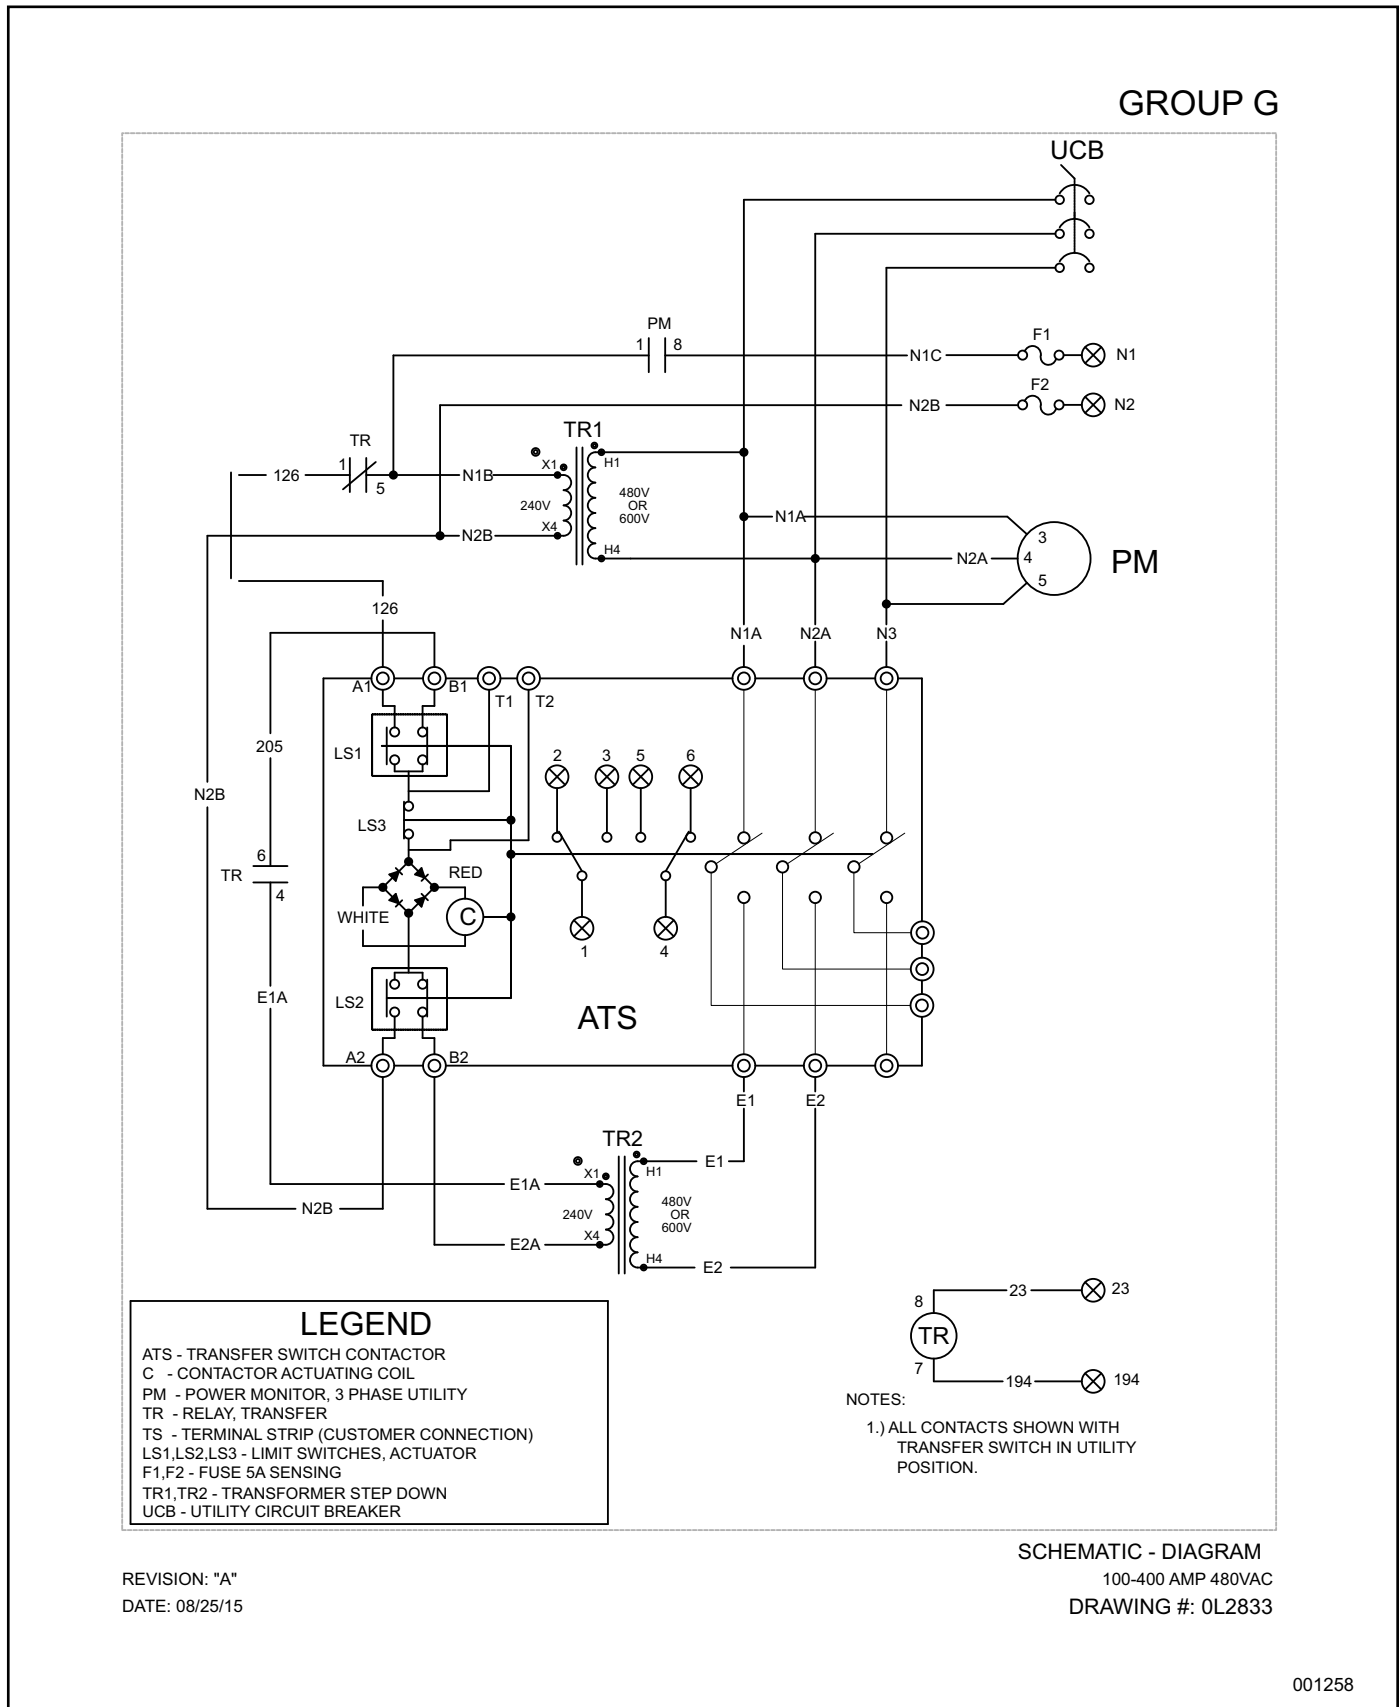 GROUP G
UCB
PM
1 8
N1C
F1
N1
N2B
F2
N2
TR1
TR
126
1
5
N1B
X1
H1
240V
480V
OR
600V
N2B
X4
H4
N1A
N2A
3
4
5
PM
126
N1A
N2A
N3
A1
B1
T1
T2
205
LS1
2
3
5
6
N2B
LS3
TR
6
4
RED
WHITE
C
1
4
E1A
LS2
ATS
A2
B2
E1
E2
TR2
E1A
X1
H1
E1
N2B
240V
480V
OR
600V
E2A
X4
H4
E2
8
23
23
TR
7
194
194
LEGEND
ATS - TRANSFER SWITCH CONTACTOR
C - CONTACTOR ACTUATING COIL
PM - POWER MONITOR, 3 PHASE UTILITY
TR - RELAY, TRANSFER
TS - TERMINAL STRIP (CUSTOMER CONNECTION)
LS1,LS2,LS3 - LIMIT SWITCHES, ACTUATOR
F1,F2 - FUSE 5A SENSING
TR1,TR2 - TRANSFORMER STEP DOWN
UCB - UTILITY CIRCUIT BREAKER
NOTES:
1.) ALL CONTACTS SHOWN WITH
TRANSFER SWITCH IN UTILITY
POSITION.
SCHEMATIC - DIAGRAM
REVISION: "A"
100-400 AMP 480VAC
DATE: 08/25/15
DRAWING #: 0L2833
001258